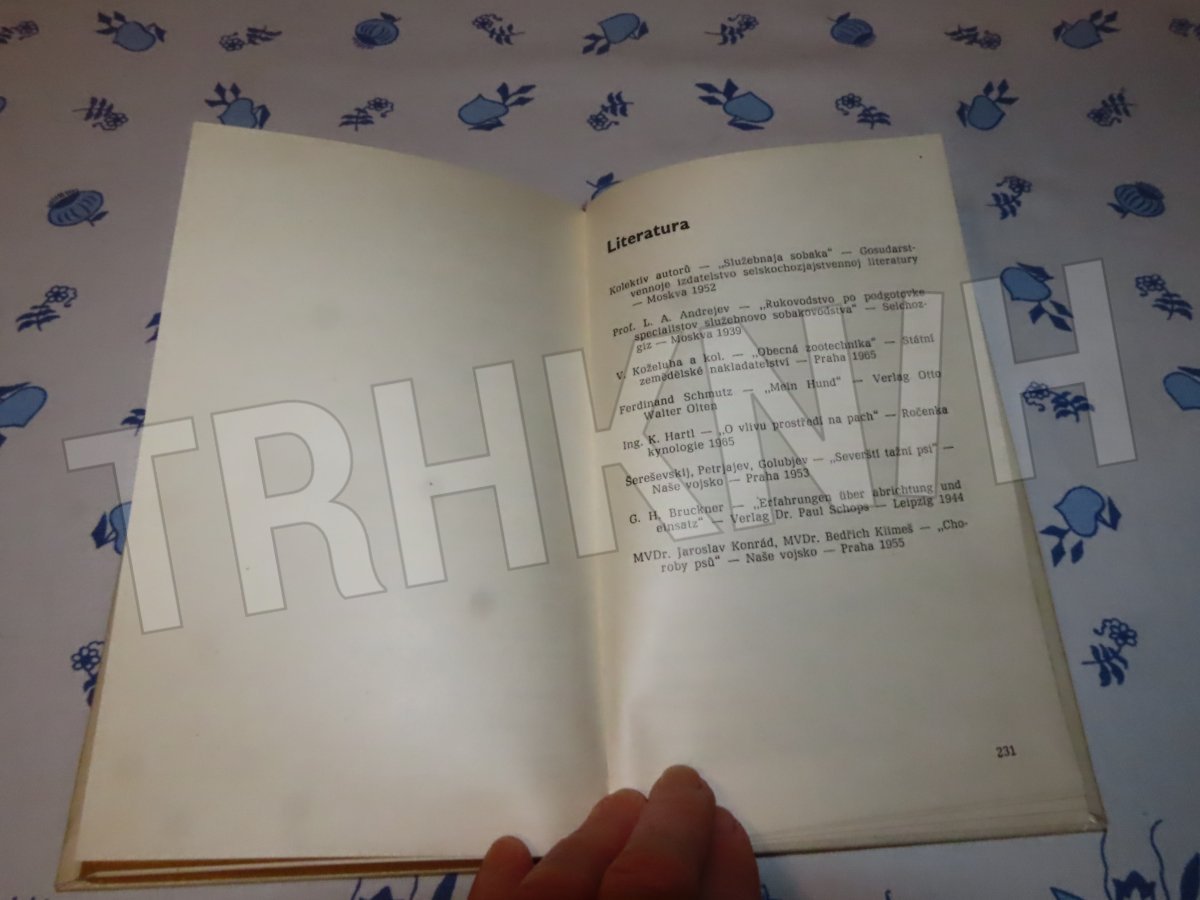 Literatura
Kolektiv autorů — „Služebnaja sobaka“ — Gosudarst-
vennoje izdatelstvo selskochozjajstvennoj literatury
— Moskva 1952
Prof. L. A. Andrejev — „Rukovodstvo po podgotovke
specialistov služebnovo sobakovodstva“ — Selchoz-
giz — Moskva 1939
V. Koželuha a kol. — „Obecná zootechnika“ — Státní
zemědělské nakladatelství — Praha 1965
Ferdinand Schmutz — „Mein Hund“ — Verlag Otto
Walter Olten
Ing. K. Hartl — „O vlivu prostředí na pach“ — Ročenka
kynologie 1965
Šereševskij, Petrjajev, Golubjev — „Severští tažní psi“ —
Naše vojsko — Praha 1953
G. H. Bruckner — „Erfahrungen über abrichtung und
einsatz“ — Verlag Dr. Paul Schops — Leipzig 1944
MVDr. Jaroslav Konrád, MVDr. Bedřich Klimeš — „Cho-
roby psů“ — Naše vojsko — Praha 1955
231
TRHKNIH